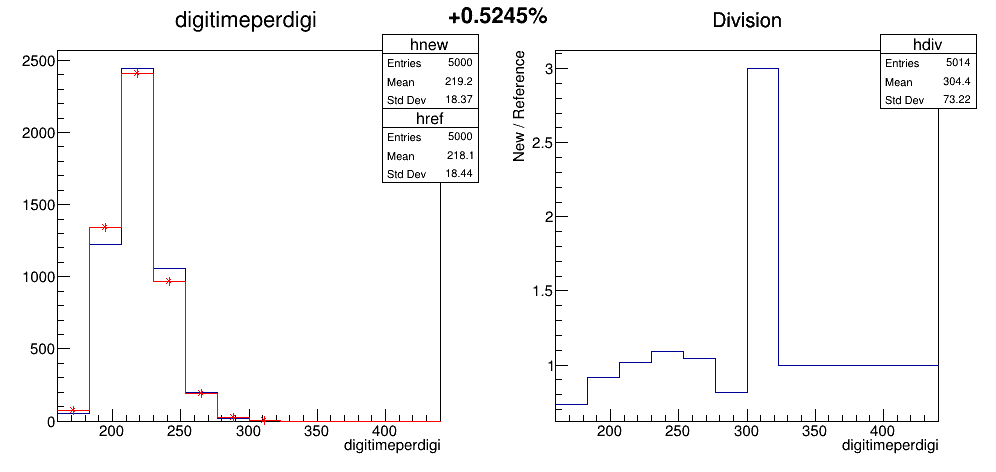 +0.5245%
digitimeperdigi
hnew
Entries 5000
Mean 219.2
Std Dev 18.37
href
Entries 5000
Mean 218.1
Std Dev 18.44
2500
2000
1500
1000
500
0
200 250 300 350 400
digitimeperdigi
Division
hdiv
Entries 5014
Mean 304.4
Std Dev 73.22
New / Reference
3
2.5
2
1.5
1
200 250 300 350 400
digitimeperdigi